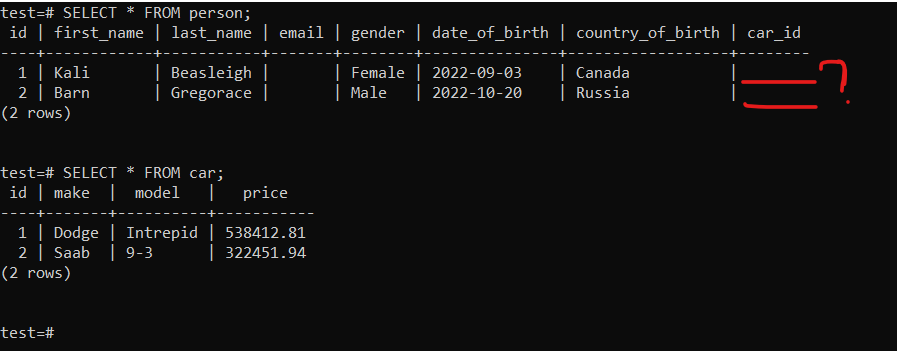 test=# SELECT * FROM person;
 id | first_name | last_name | email | gender | date_of_birth | country_of_birth | car_id
----+------------+-----------+-------+--------+---------------+------------------+--------
  1 | Kali       | Beasleigh |       | Female | 2022-09-03    | Canada           |
  2 | Barn       | Gregorace |       | Male   | 2022-10-20    | Russia           | ?
(2 rows)
test=# SELECT * FROM car;
 id | make  |  model   |   price
----+-------+----------+-----------
  1 | Dodge | Intrepid | 538412.81
  2 | Saab  | 9-3      | 322451.94
(2 rows)
test=#